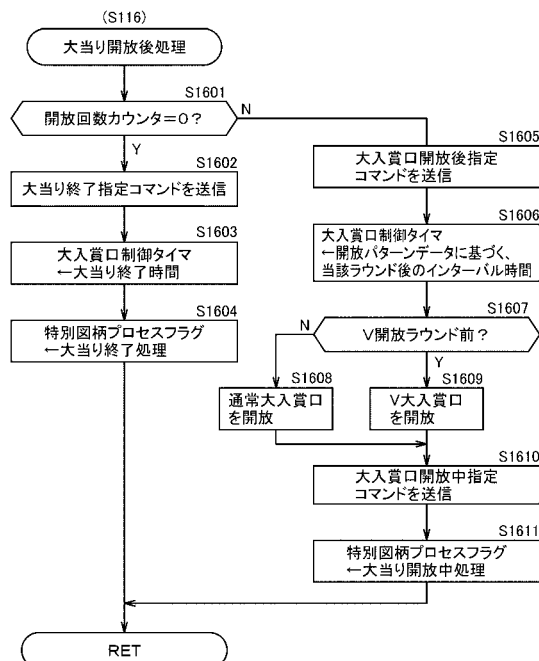 (S116)
大当り開放後処理
S1601
開放回数カウンタ=0?
N
Y
S1602
大当り終了指定コマンドを送信
S1603
大入賞口制御タイマ
←大当り終了時間
S1604
特別図柄プロセスフラグ
←大当り終了処理
S1605
大入賞口開放後指定
コマンドを送信
S1606
大入賞口制御タイマ
←開放パターンデータに基づく、
当該ラウンド後のインターバル時間
S1607
V開放ラウンド前?
N
Y
S1608
通常大入賞口
を開放
S1609
V大入賞口
を開放
S1610
大入賞口開放中指定
コマンドを送信
S1611
特別図柄プロセスフラグ
←大当り開放中処理
RET